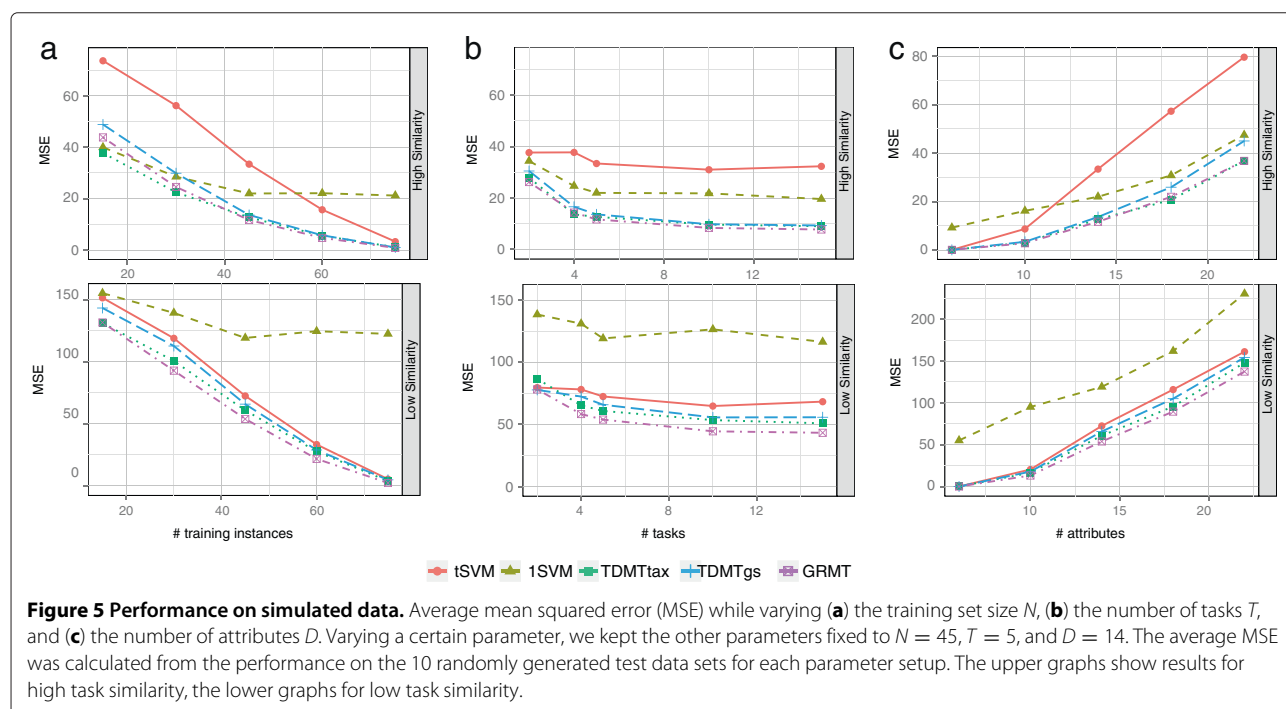 a
60
40
20
0
MSE
20
40
60
High Similarity
150
100
50
0
MSE
20
40
60
# training instances
Low Similarity
b
60
40
20
0
MSE
4
8
12
High Similarity
150
100
50
0
MSE
4
8
12
# tasks
Low Similarity
c
80
60
40
20
0
MSE
10
15
20
High Similarity
200
150
100
50
0
MSE
10
15
20
# attributes
Low Similarity
tSVM 1SVM TDMTtax TDMTgs GRMT
Figure 5 Performance on simulated data. Average mean squared error (MSE) while varying (a) the training set size N, (b) the number of tasks T,
and (c) the number of attributes D. Varying a certain parameter, we kept the other parameters fixed to N = 45, T = 5, and D = 14. The average MSE
was calculated from the performance on the 10 randomly generated test data sets for each parameter setup. The upper graphs show results for
high task similarity, the lower graphs for low task similarity.